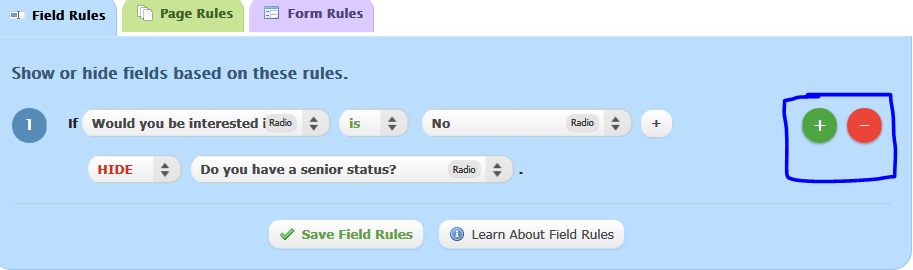 Field Rules Page Rules Form Rules
Show or hide fields based on these rules.
1 If Would you be interested i Radio is No Radio + + −
HIDE Do you have a senior status? Radio .
Save Field Rules Learn About Field Rules